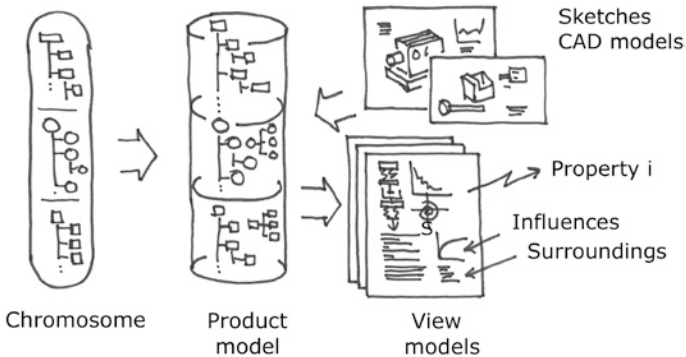 Sketches
CAD models
Property i
S
Influences
Surroundings
Chromosome
Product
model
View
models